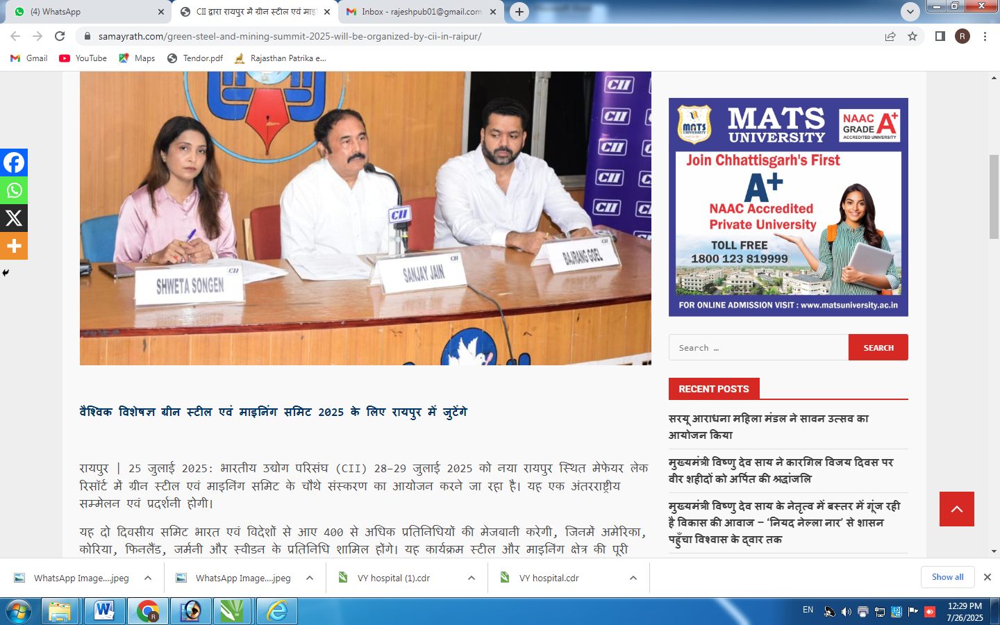 (4) WhatsApp
CII द्वारा रायपुर में ग्रीन स्टील एवं माइ
Inbox - rajeshpub01@gmail.com
samayrath.com/green-steel-and-mining-summit-2025-will-be-organized-by-cii-in-raipur/
R
Gmail
YouTube
Maps
Tendor.pdf
Rajasthan Patrika e...
CII
CII
CII
CII
CII
CII
SHWETA SONGEN
CII
SANJAY JAIN
CII
BAJRANG GOEL
CII
MATS
UNIVERSITY
MATS
UNIVERSITY
NAAC
GRADE A+
ACCREDITED UNIVERSITY
Join Chhattisgarh's First
A+
NAAC Accredited
Private University
TOLL FREE
1800 123 819999
FOR ONLINE ADMISSION VISIT : www.matsuniversity.ac.in
Search …
SEARCH
RECENT POSTS
सरयू आराधना महिला मंडल ने सावन उत्सव का
आयोजन किया
मुख्यमंत्री विष्णु देव साय ने कारगिल विजय दिवस पर
वीर शहीदों को अर्पित की श्रद्धांजलि
मुख्यमंत्री विष्णु देव साय के नेतृत्व में बस्तर में गूंज रही
है विकास की आवाज – ‘नियद नेल्ला नार’ से शासन
पहुँचा विश्वास के द्वार तक
वैश्विक विशेषज्ञ ग्रीन स्टील एवं माइनिंग समिट 2025 के लिए रायपुर में जुटेंगे
रायपुर | 25 जुलाई 2025: भारतीय उद्योग परिसंघ (CII) 28–29 जुलाई 2025 को नया रायपुर स्थित मेफेयर लेक
रिसॉर्ट में ग्रीन स्टील एवं माइनिंग समिट के चौथे संस्करण का आयोजन करने जा रहा है। यह एक अंतरराष्ट्रीय
सम्मेलन एवं प्रदर्शनी होगी।
यह दो दिवसीय समिट भारत एवं विदेशों से आए 400 से अधिक प्रतिनिधियों की मेजबानी करेगी, जिनमें अमेरिका,
कोरिया, फिनलैंड, जर्मनी और स्वीडन के प्रतिनिधि शामिल होंगे। यह कार्यक्रम स्टील और माइनिंग क्षेत्र की पूरी
WhatsApp Image....jpeg
WhatsApp Image....jpeg
VY hospital (1).cdr
VY hospital.cdr
Show all
EN
12:29 PM
7/26/2025